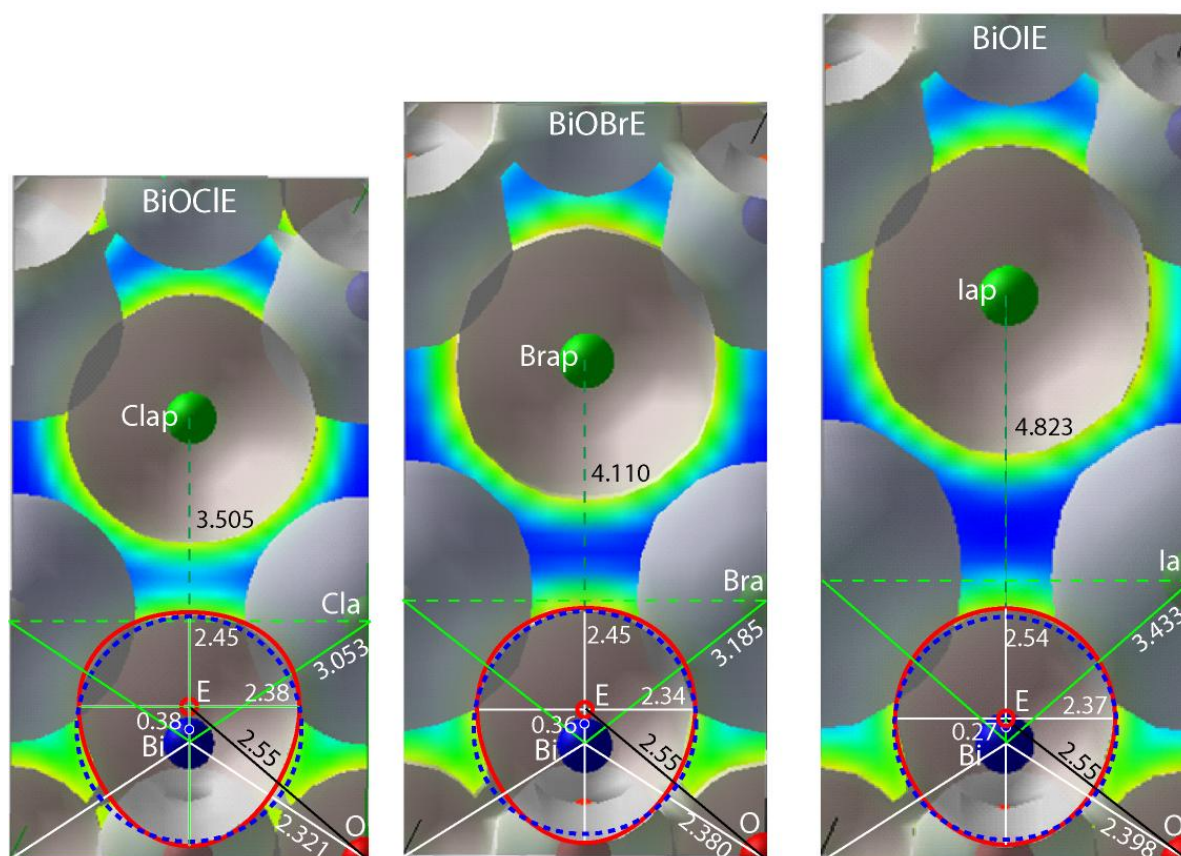 BiOClE
Clap
3.505
Cla
2.45
3.053
E
2.38
0.38
Bi
2.55
2.321
O
BiOBrE
Brap
4.110
Bra
2.45
3.185
E
2.34
0.36
Bi
2.55
2.380
O
BiOIE
Iap
4.823
Ia
2.54
3.433
E
2.37
0.27
Bi
2.55
2.398
O